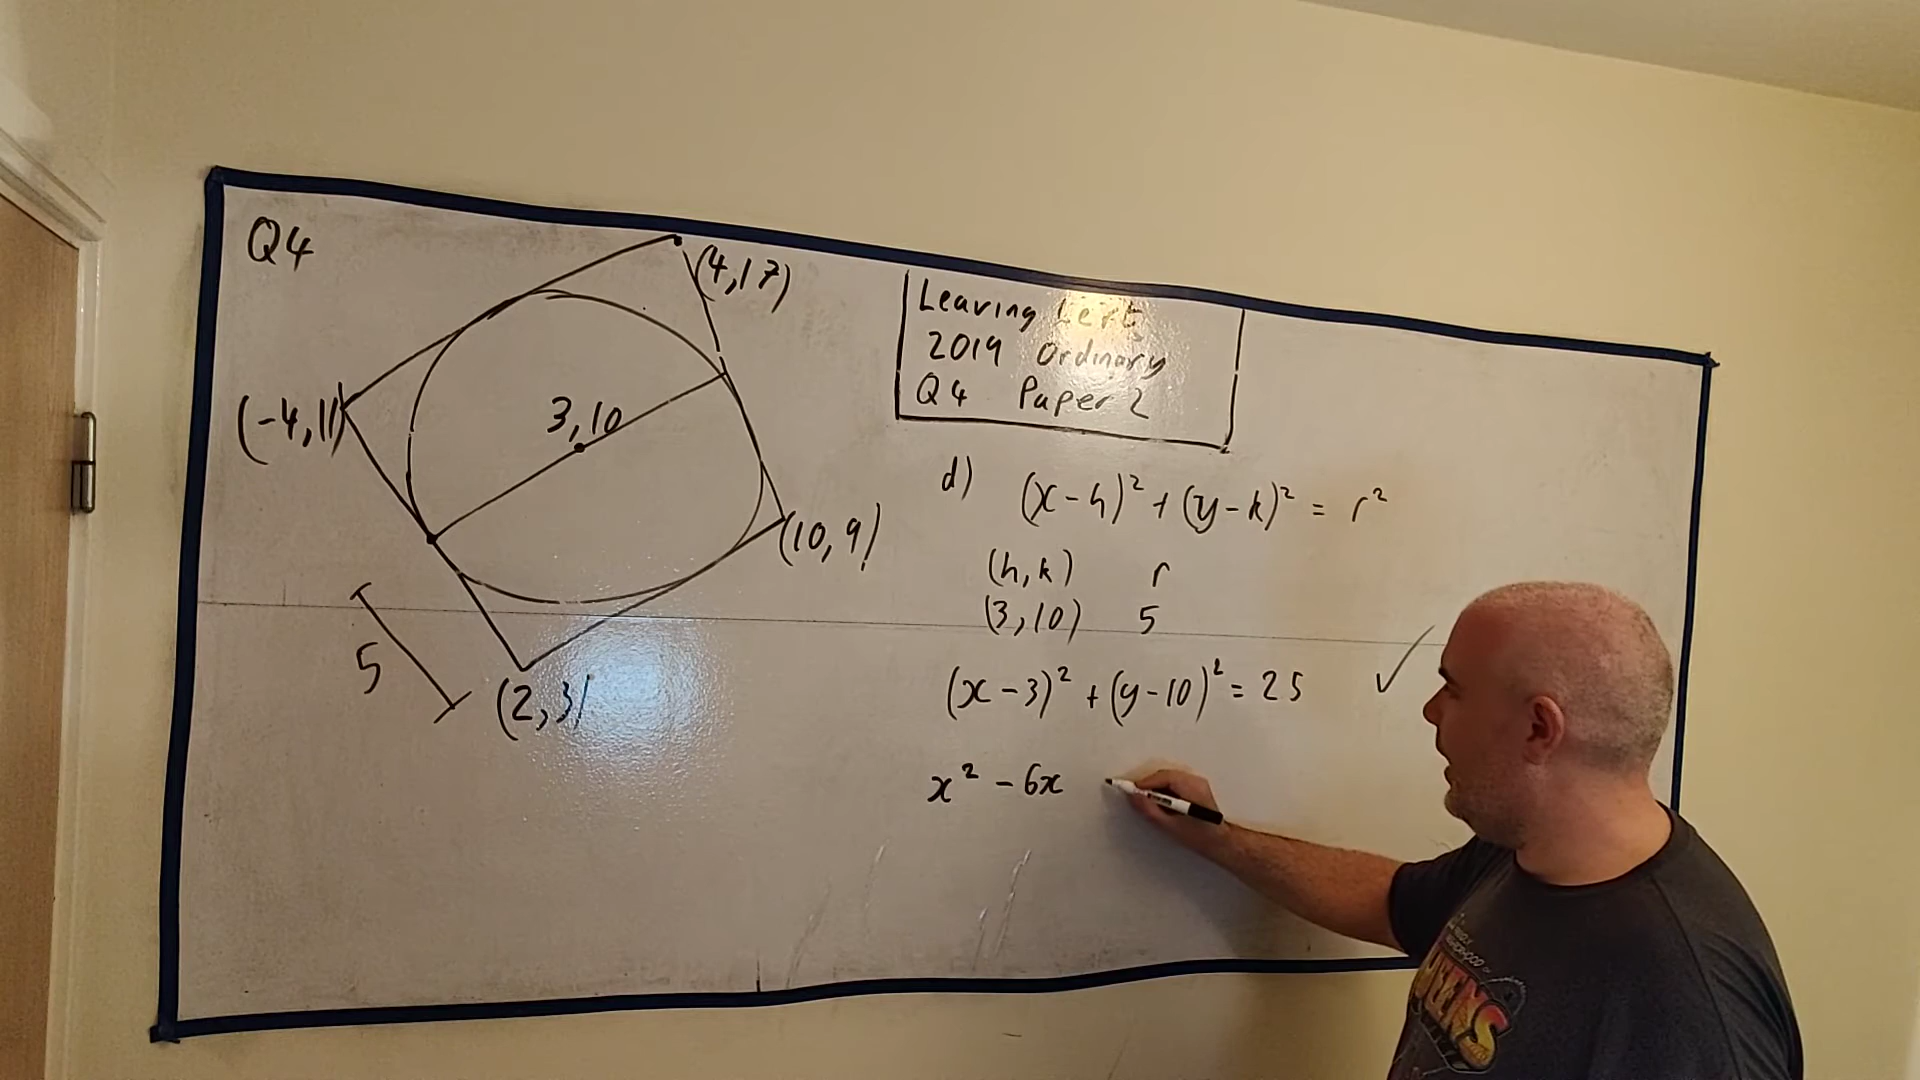 Q4
(4,17)
(-4,11)
3,10
(10,9)
5
(2,3)
Leaving Cert
2019 Ordinary
Q4 Paper 2
d) (x-h)² + (y-k)² = r²
(h,k) r
(3,10) 5
(x-3)² + (y-10)² = 25 ✓
x² - 6x